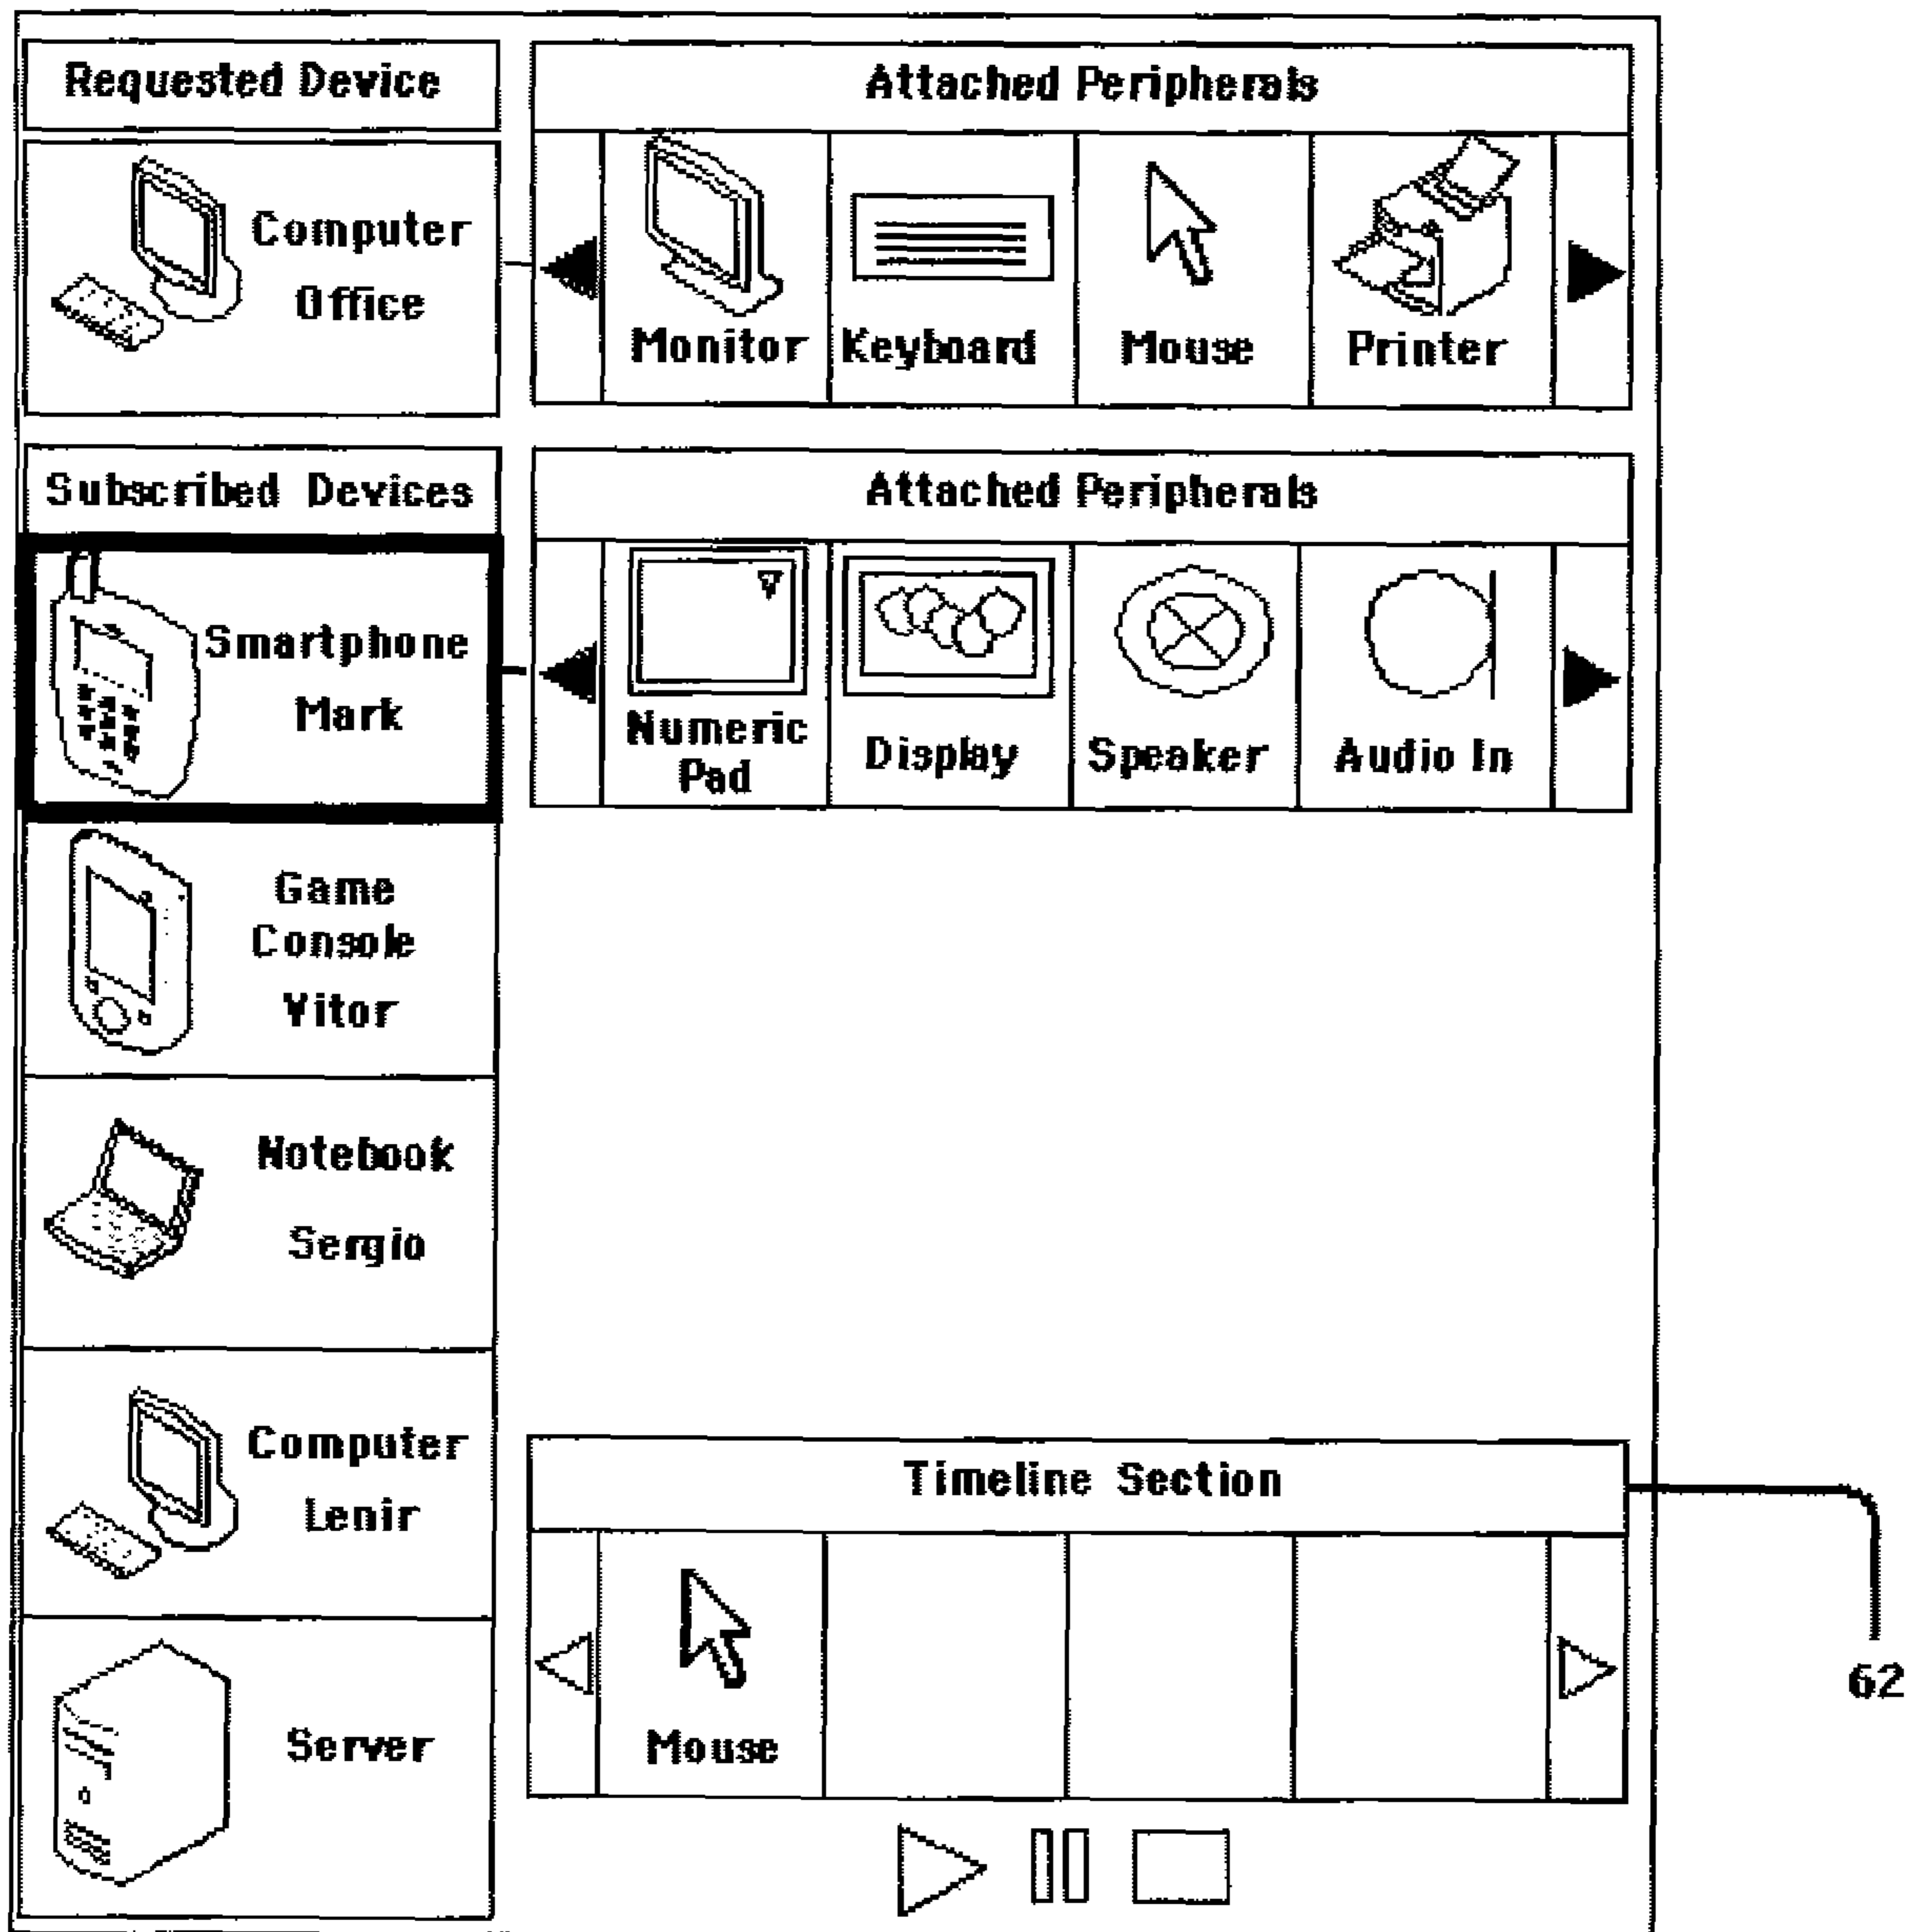 Requested Device
Attached Peripherals
Computer
Office
Monitor
Keyboard
Mouse
Printer
Subscribed Devices
Attached Peripherals
Smartphone
Mark
Numeric
Pad
Display
Speaker
Audio In
Game
Console
Vitor
Notebook
Sergio
Computer
Lenir
Timeline Section
Mouse
Server
62